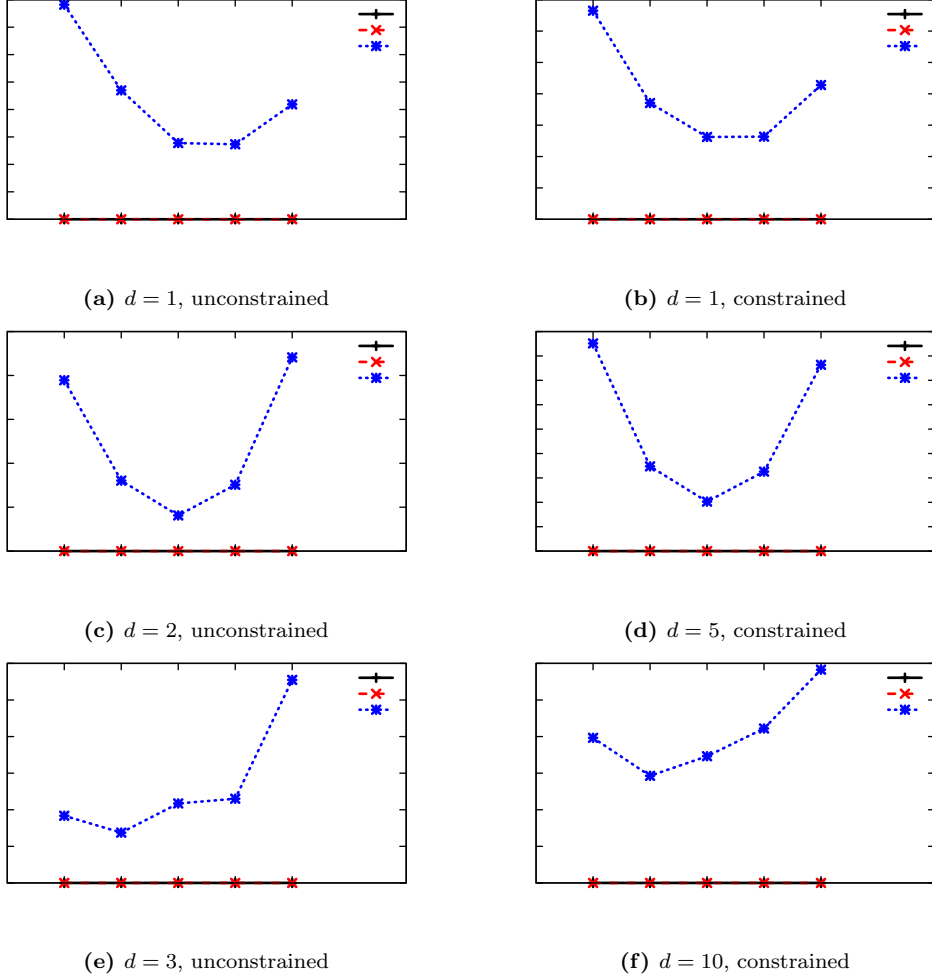 (a) d = 1, unconstrained
(b) d = 1, constrained
(c) d = 2, unconstrained
(d) d = 5, constrained
(e) d = 3, unconstrained
(f) d = 10, constrained